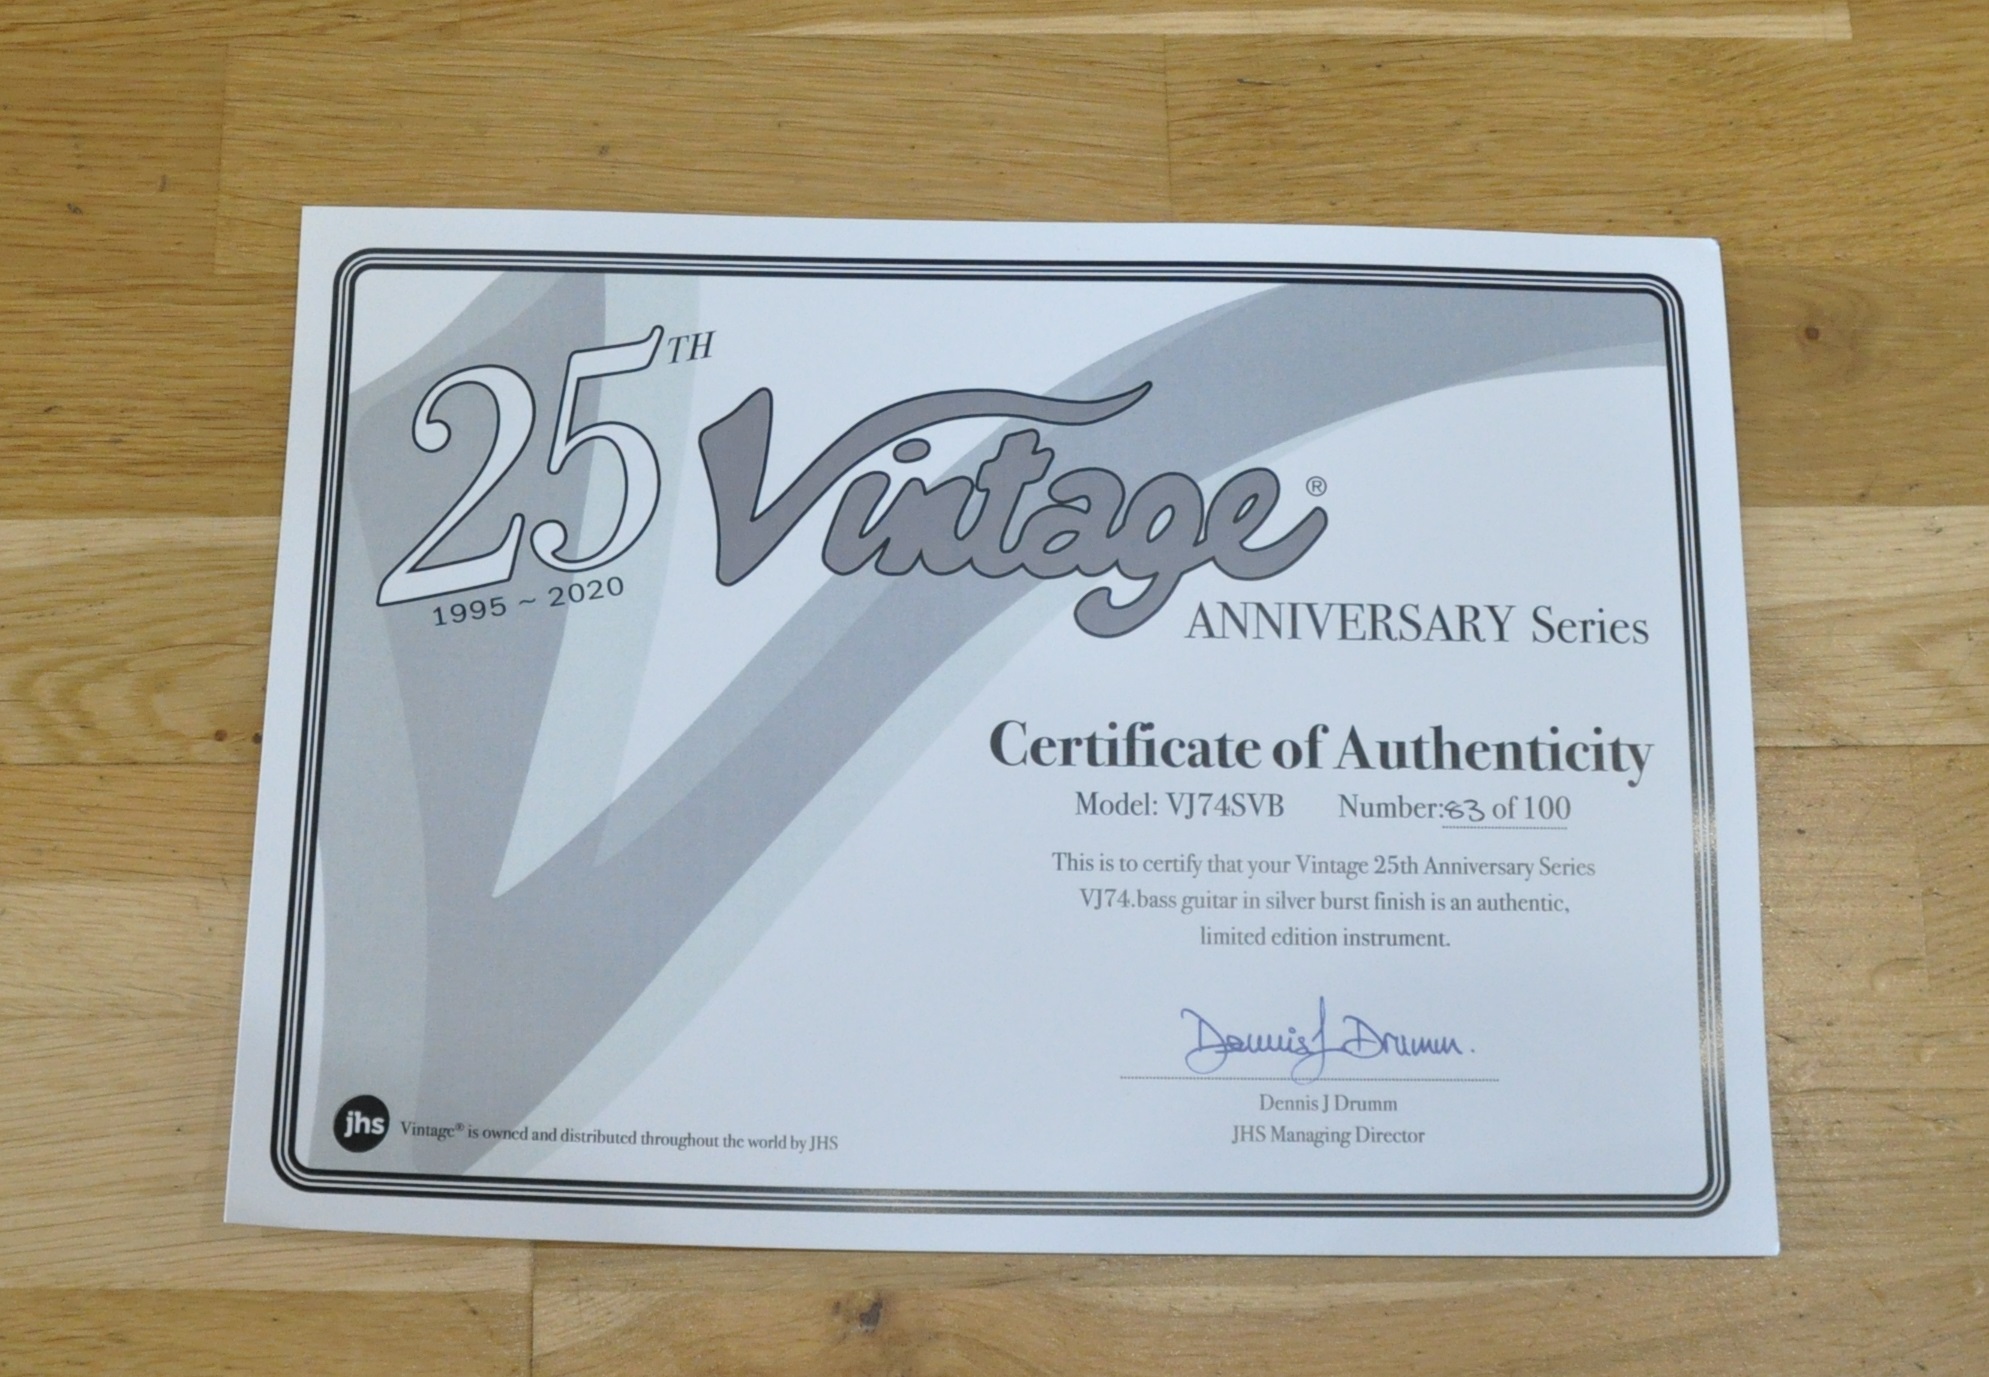 25TH
1995 ~ 2020
Vintage®
ANNIVERSARY Series
Certificate of Authenticity
Model: VJ74SVB Number:83 of 100
This is to certify that your Vintage 25th Anniversary Series
VJ74.bass guitar in silver burst finish is an authentic,
limited edition instrument.
Dennis J Drumm.
Dennis J Drumm
JHS Managing Director
jhs Vintage® is owned and distributed throughout the world by JHS